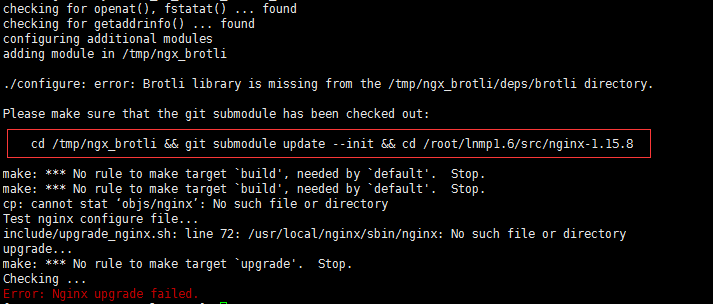 checking for openat(), fstatat() ... found
checking for getaddrinfo() ... found
configuring additional modules
adding module in /tmp/ngx_brotli
./configure: error: Brotli library is missing from the /tmp/ngx_brotli/deps/brotli directory.
Please make sure that the git submodule has been checked out:
cd /tmp/ngx_brotli && git submodule update --init && cd /root/lnmp1.6/src/nginx-1.15.8
make: *** No rule to make target `build', needed by `default'.  Stop.
make: *** No rule to make target `build', needed by `default'.  Stop.
cp: cannot stat ‘objs/nginx’: No such file or directory
Test nginx configure file...
include/upgrade_nginx.sh: line 72: /usr/local/nginx/sbin/nginx: No such file or directory
upgrade...
make: *** No rule to make target `upgrade'.  Stop.
Checking ...
Error: Nginx upgrade failed.